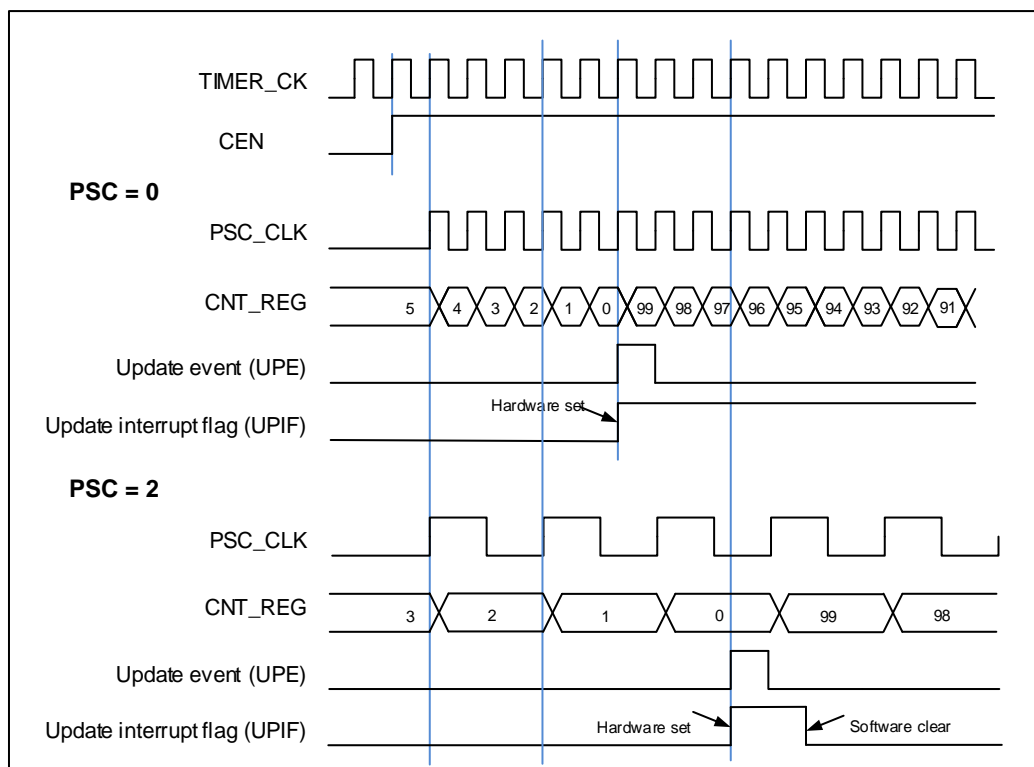 TIMER_CK
CEN
PSC = 0
PSC_CLK
CNT_REG 5 4 3 2 1 0 99 98 97 96 95 94 93 92 91
Update event (UPE)
Hardware set
Update interrupt flag (UPIF)
PSC = 2
PSC_CLK
CNT_REG 3 2 1 0 99 98
Update event (UPE)
Update interrupt flag (UPIF) Hardware set Software clear